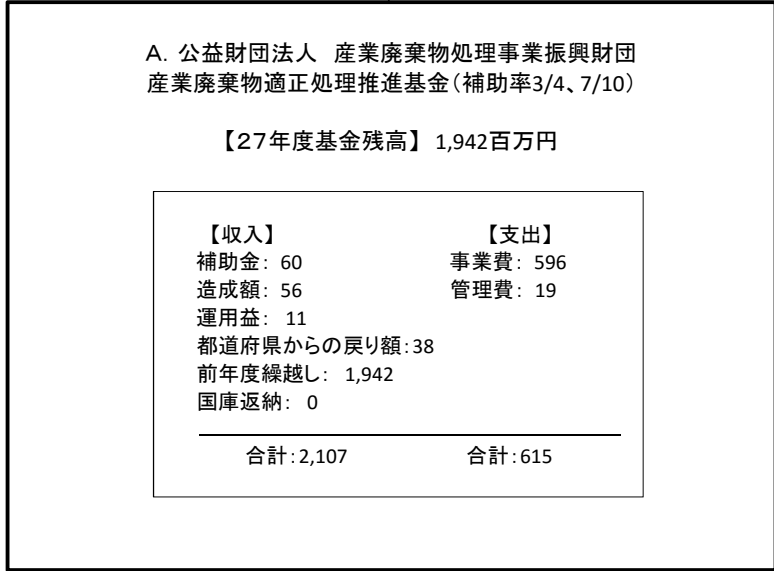 A．公益財団法人　産業廃棄物処理事業振興財団
産業廃棄物適正処理推進基金（補助率3/4、7/10）
【２７年度基金残高】 1,942百万円
【収入】　【支出】
補助金： 60　事業費： 596
造成額： 56　管理費： 19
運用益： 11
都道府県からの戻り額：38
前年度繰越し： 1,942
国庫返納： 0
合計：2,107　合計：615